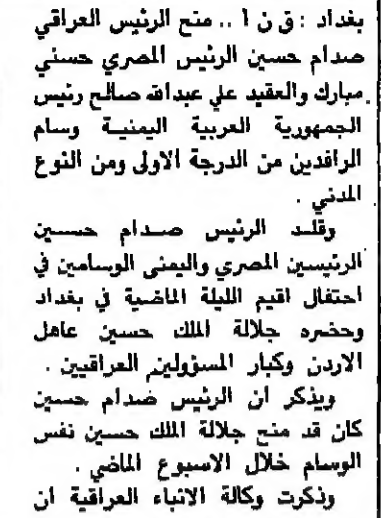 بغداد : ق ن ا .. منح الرئيس العراقي
صدام حسين الرئيس المصري حسني
مبارك والعقيد علي عبدالله صالح رئيس
الجمهورية العربية اليمنية وسام
الرافدين من الدرجة الاولى ومن النوع
المدني .
وقلد الرئيس صدام حسين
الرئيسين المصري واليمنى الوسامين في
احتفال اقيم الليلة الماضية في بغداد
وحضره جلالة الملك حسين عاهل
الاردن وكبار المسؤولين العراقيين .
ويذكر ان الرئيس صدام حسين
كان قد منح جلالة الملك حسين نفس
الوسام خلال الاسبوع الماضي .
وذكرت وكالة الانباء العراقية ان